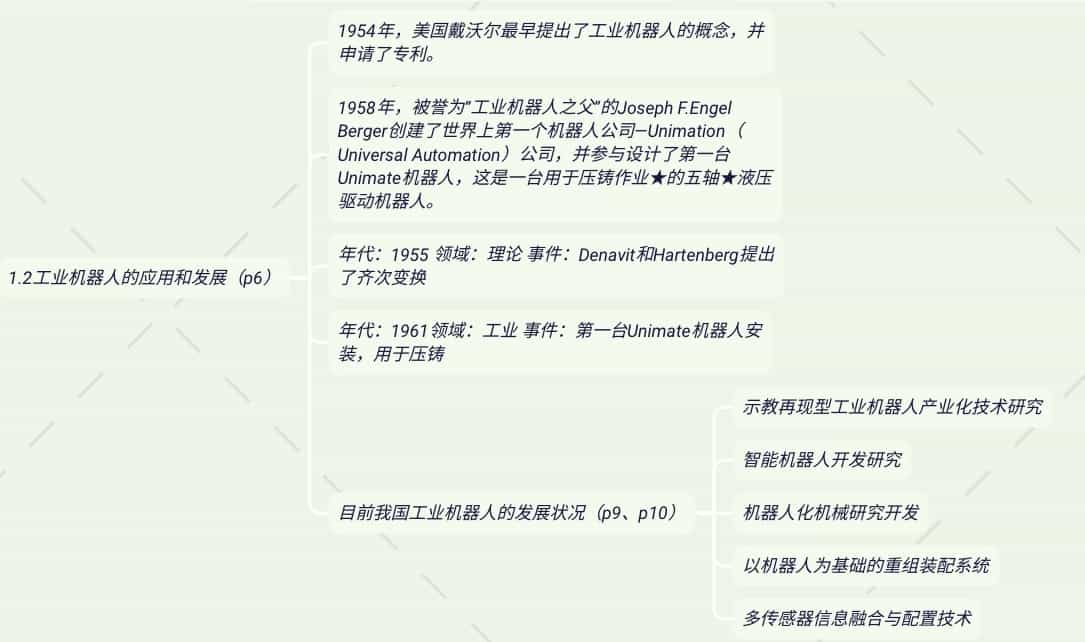 1954年，美国戴沃尔最早提出了工业机器人的概念，并
申请了专利。
1958年，被誉为"工业机器人之父"的Joseph F.Engel
Berger创建了世界上第一个机器人公司—Unimation（
Universal Automation）公司，并参与设计了第一台
Unimate机器人，这是一台用于压铸作业★的五轴★液压
驱动机器人。
年代：1955 领域：理论 事件：Denavit和Hartenberg提出
了齐次变换
1.2工业机器人的应用和发展（p6）
年代：1961领域：工业 事件：第一台Unimate机器人安
装，用于压铸
目前我国工业机器人的发展状况（p9、p10）
示教再现型工业机器人产业化技术研究
智能机器人开发研究
机器人化机械研究开发
以机器人为基础的重组装配系统
多传感器信息融合与配置技术